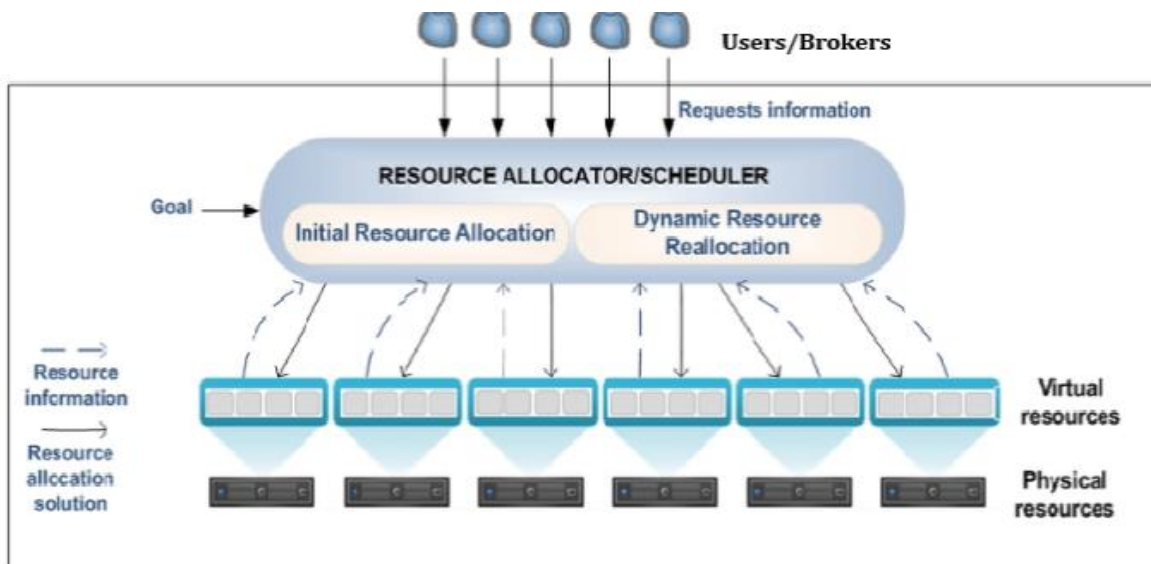 Users/Brokers
Requests information
RESOURCE ALLOCATOR/SCHEDULER
Goal
Initial Resource Allocation
Dynamic Resource
Reallocation
Resource
information
Virtual
resources
Resource
allocation
solution
Physical
resources